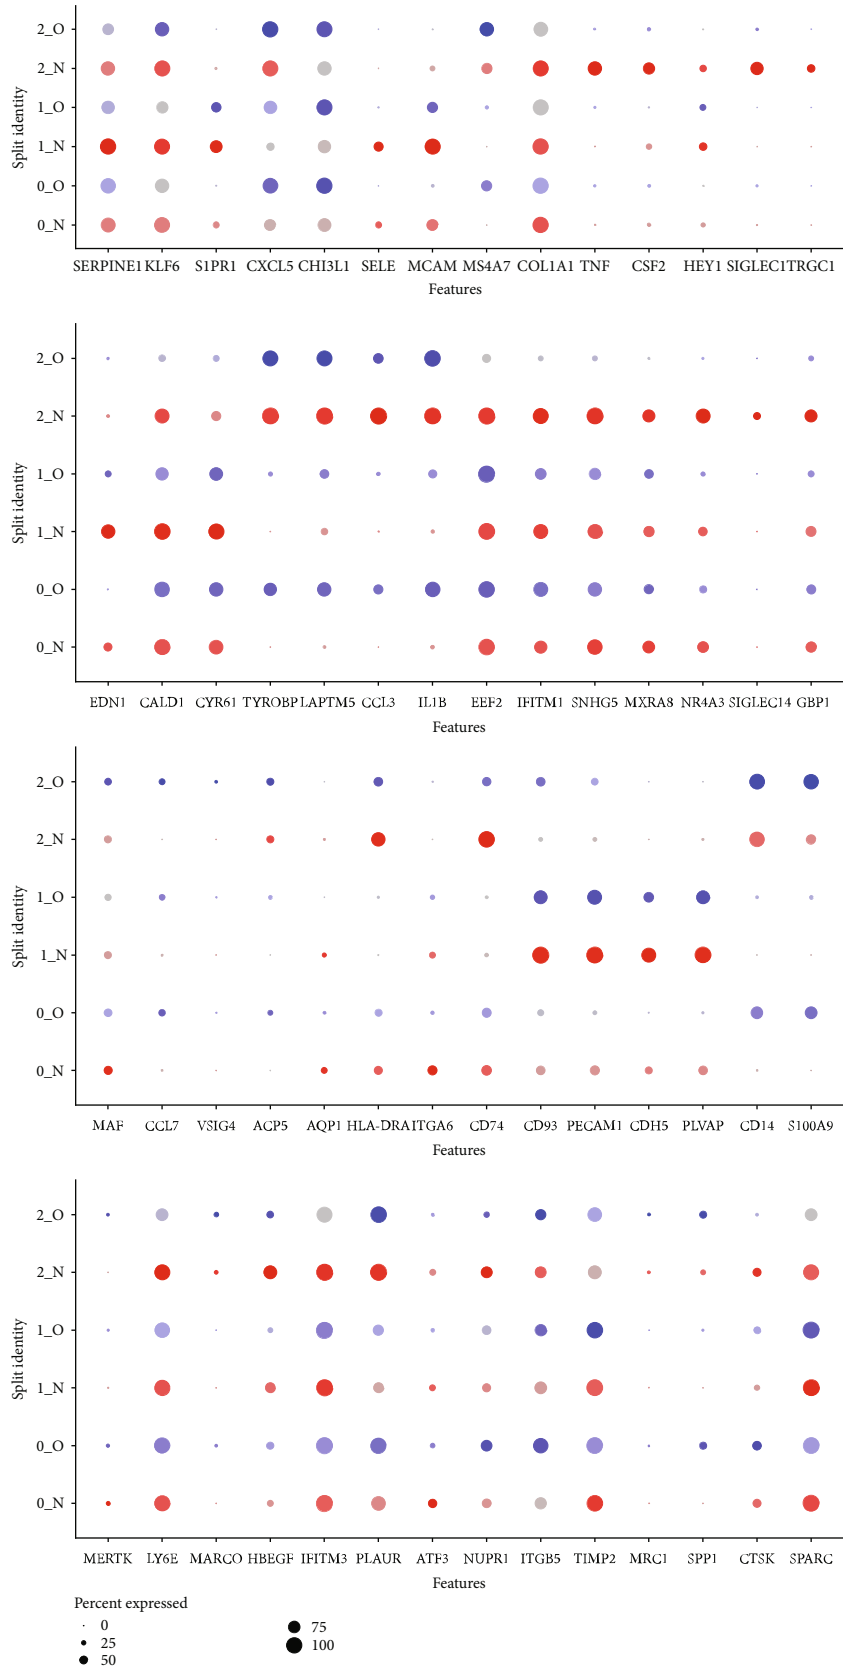 Split identity
2_O
2_N
1_O
1_N
0_O
0_N
SERPINE1 KLF6 S1PR1 CXCL5 CHI3L1 SELE MCAM MS4A7 COL1A1 TNF CSF2 HEY1 SIGLEC1 TRGC1
Features
Split identity
2_O
2_N
1_O
1_N
0_O
0_N
EDN1 CALD1 CYR61 TYROBP LAPTM5 CCL3 IL1B EEF2 IFITM1 SNHG5 MXRA8 NR4A3 SIGLEC14 GBP1
Features
Split identity
2_O
2_N
1_O
1_N
0_O
0_N
MAF CCL7 VSIG4 ACP5 AQP1 HLA-DRA ITGA6 CD74 CD93 PECAM1 CDH5 PLVAP CD14 S100A9
Features
Split identity
2_O
2_N
1_O
1_N
0_O
0_N
MERTK LY6E MARCO HBEGF IFITM3 PLAUR ATF3 NUPR1 ITGB5 TIMP2 MRC1 SPP1 CTSK SPARC
Features
Percent expressed
0
25
50
75
100